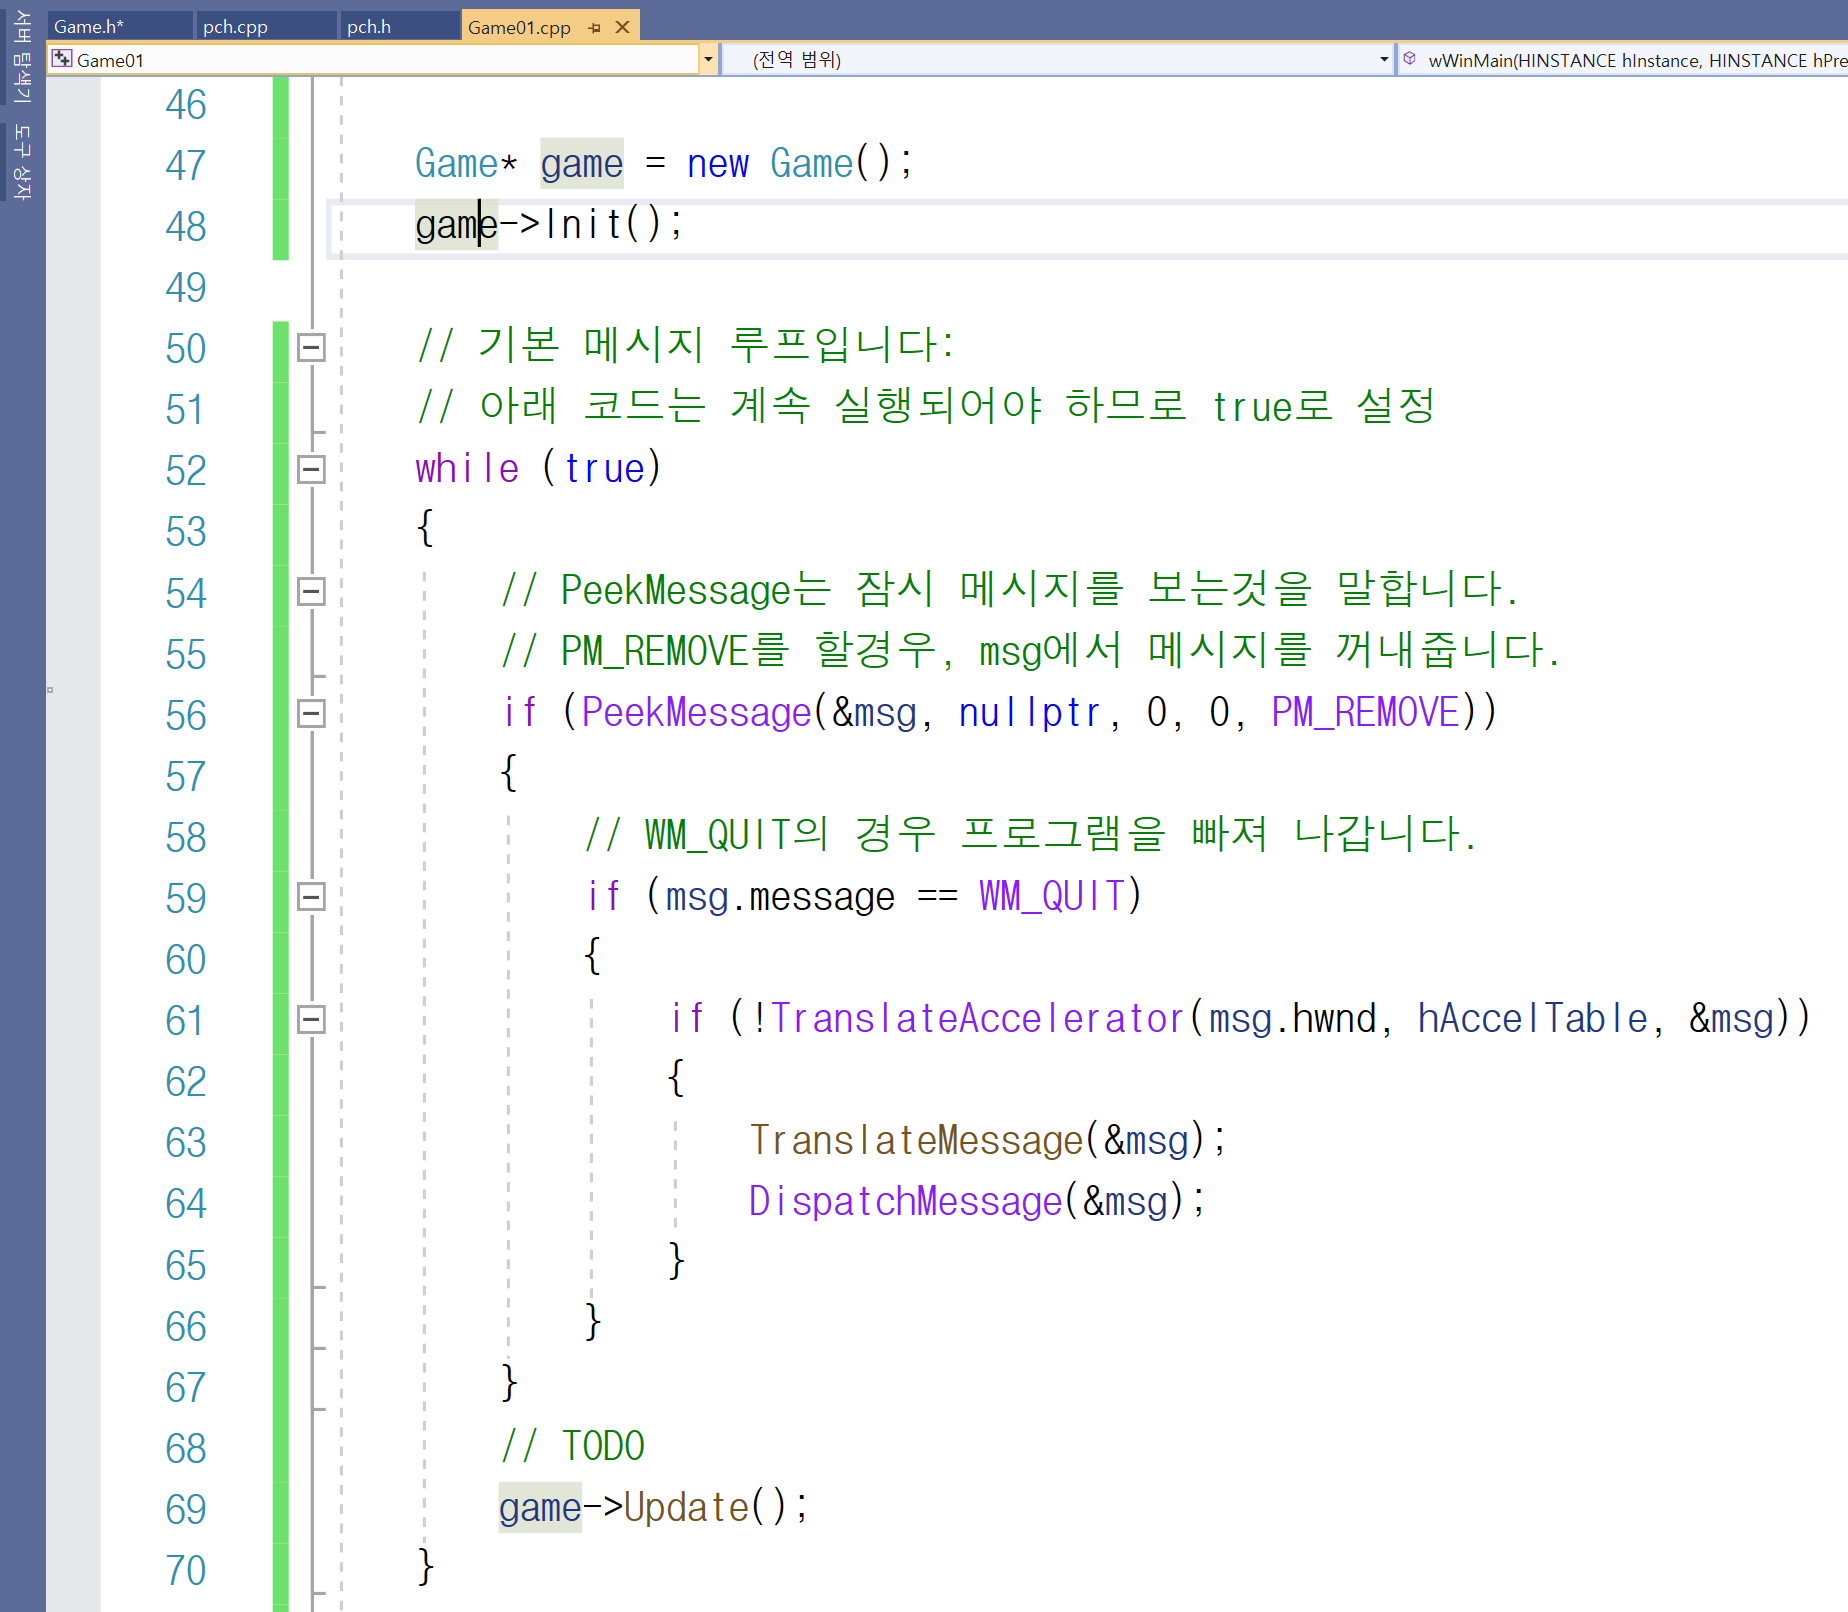 서버 탐색기
도구 상자
Game.h*
pch.cpp
pch.h
Game01.cpp
Game01
(전역 범위)
wWinMain(HINSTANCE hInstance, HINSTANCE hPre
46
47 Game* game = new Game();
48 game->Init();
49
50 // 기본 메시지 루프입니다:
51 // 아래 코드는 계속 실행되어야 하므로 true로 설정
52 while (true)
53 {
54 // PeekMessage는 잠시 메시지를 보는것을 말합니다.
55 // PM_REMOVE를 할경우, msg에서 메시지를 꺼내줍니다.
56 if (PeekMessage(&msg, nullptr, 0, 0, PM_REMOVE))
57 {
58 // WM_QUIT의 경우 프로그램을 빠져 나갑니다.
59 if (msg.message == WM_QUIT)
60 {
61 if (!TranslateAccelerator(msg.hwnd, hAccelTable, &msg))
62 {
63 TranslateMessage(&msg);
64 DispatchMessage(&msg);
65 }
66 }
67 }
68 // TODO
69 game->Update();
70 }